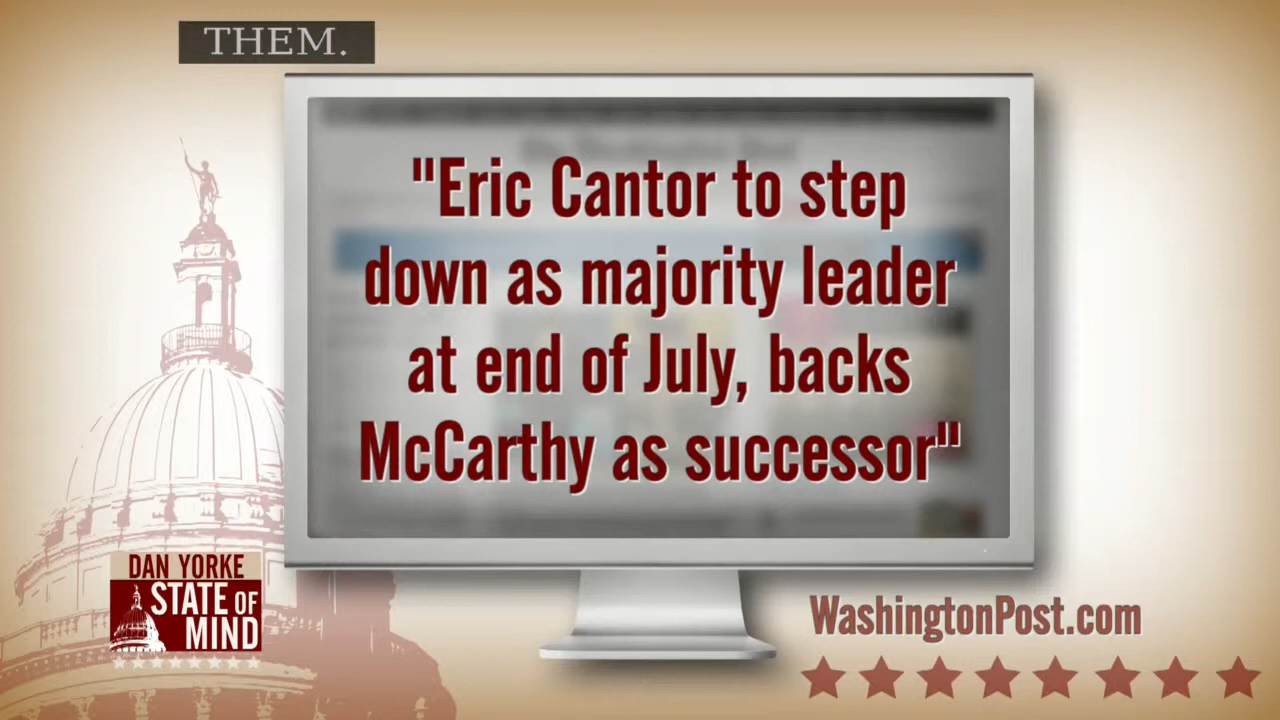 THEM.
"Eric Cantor to step
down as majority leader
at end of July, backs
McCarthy as successor"
DAN YORKE
STATE OF
MIND
WashingtonPost.com